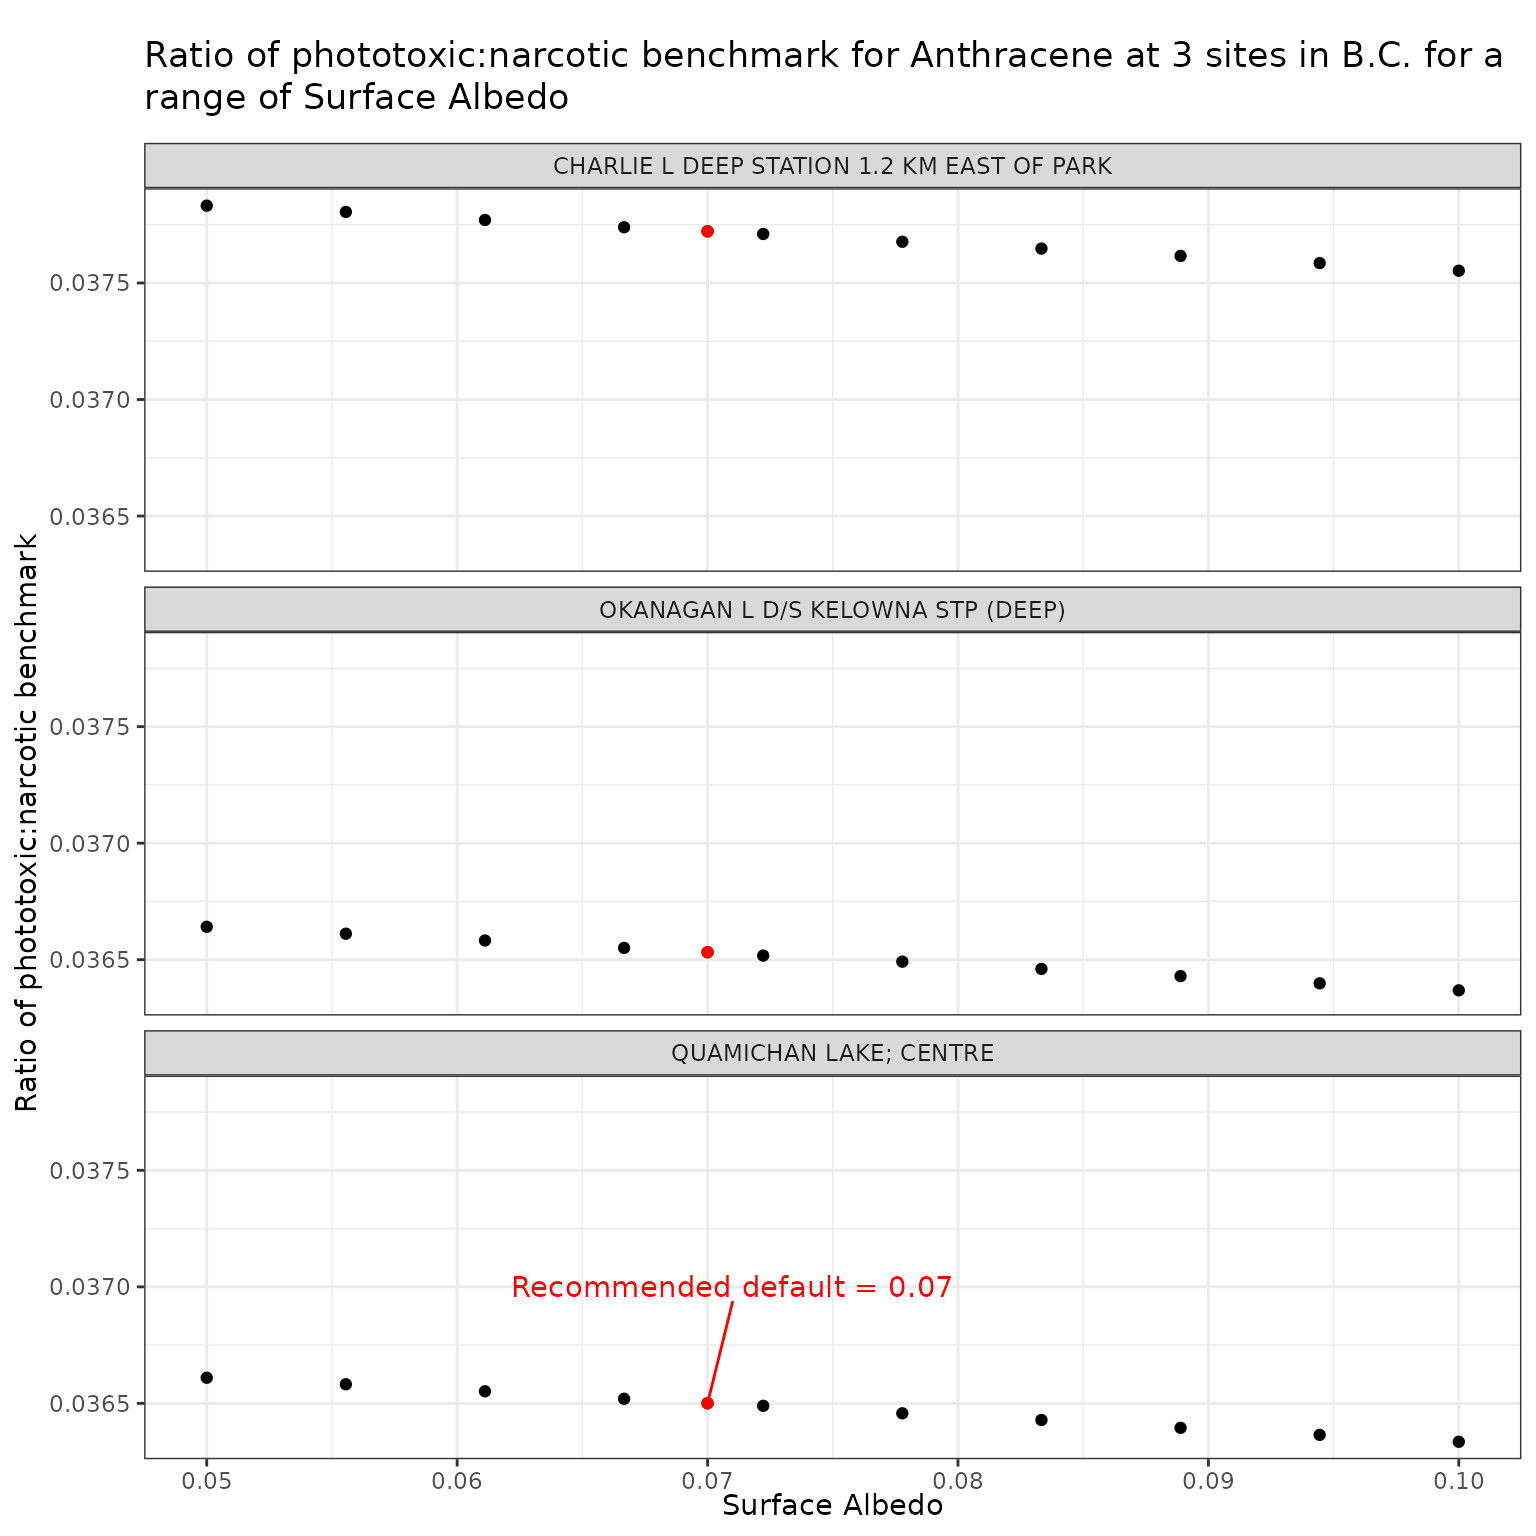 Ratio of phototoxic:narcotic benchmark for Anthracene at 3 sites in B.C. for a
range of Surface Albedo
CHARLIE L DEEP STATION 1.2 KM EAST OF PARK
0.0375
0.0370
0.0365
OKANAGAN L D/S KELOWNA STP (DEEP)
0.0375
0.0370
0.0365
QUAMICHAN LAKE; CENTRE
0.0375
0.0370
0.0365
Recommended default = 0.07
0.05
0.06
0.07
0.08
0.09
0.10
Surface Albedo
Ratio of phototoxic:narcotic benchmark